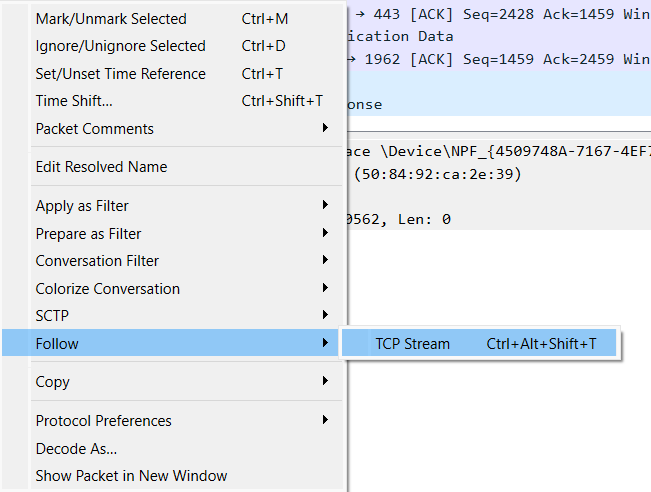 Mark/Unmark Selected Ctrl+M
Ignore/Unignore Selected Ctrl+D
Set/Unset Time Reference Ctrl+T
Time Shift... Ctrl+Shift+T
Packet Comments
Edit Resolved Name
Apply as Filter
Prepare as Filter
Conversation Filter
Colorize Conversation
SCTP
Follow
Copy
Protocol Preferences
Decode As...
Show Packet in New Window
TCP Stream Ctrl+Alt+Shift+T
→ 443 [ACK] Seq=2428 Ack=1459 Win
ication Data
→ 1962 [ACK] Seq=1459 Ack=2459 Win
onse
ace \Device\NPF_{4509748A-7167-4EF7
(50:84:92:ca:2e:39)
0562, Len: 0